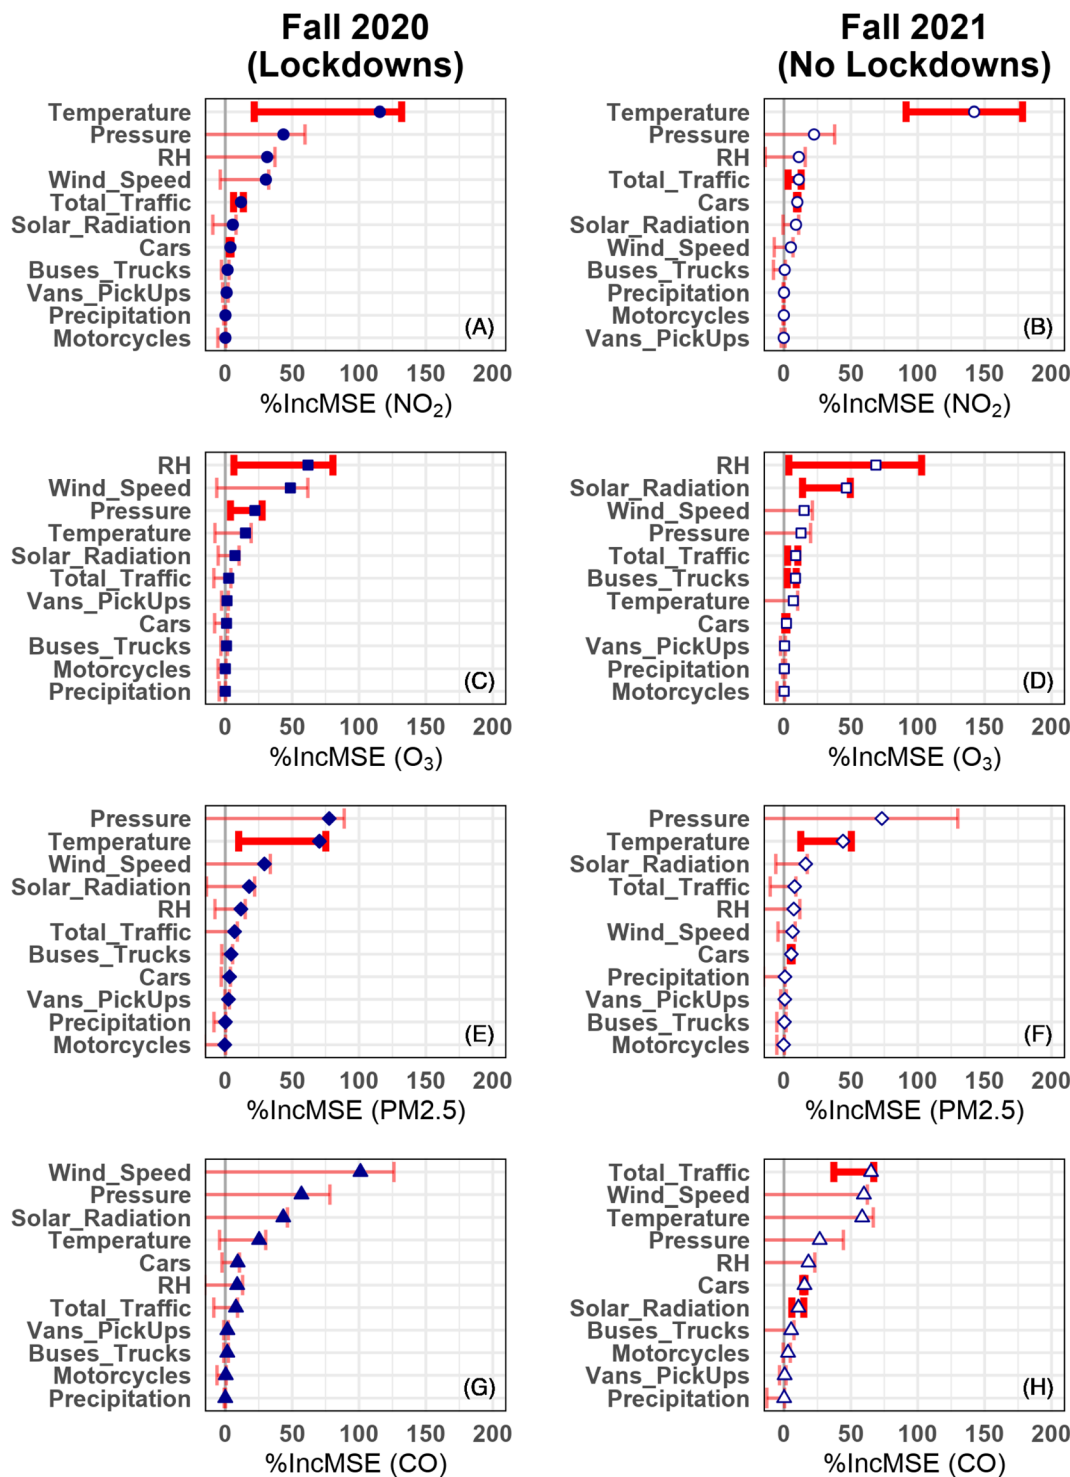 Fall 2020
(Lockdowns)
Fall 2021
(No Lockdowns)
Temperature
Pressure
RH
Wind_Speed
Total_Traffic
Solar_Radiation
Cars
Buses_Trucks
Vans_PickUps
Precipitation
Motorcycles
(A)
0 50 100 150 200
%IncMSE (NO₂)
Temperature
Pressure
RH
Total_Traffic
Cars
Solar_Radiation
Wind_Speed
Buses_Trucks
Precipitation
Motorcycles
Vans_PickUps
(B)
0 50 100 150 200
%IncMSE (NO₂)
RH
Wind_Speed
Pressure
Temperature
Solar_Radiation
Total_Traffic
Vans_PickUps
Cars
Buses_Trucks
Motorcycles
Precipitation
(C)
0 50 100 150 200
%IncMSE (O₃)
RH
Solar_Radiation
Wind_Speed
Pressure
Total_Traffic
Buses_Trucks
Temperature
Cars
Vans_PickUps
Precipitation
Motorcycles
(D)
0 50 100 150 200
%IncMSE (O₃)
Pressure
Temperature
Wind_Speed
Solar_Radiation
RH
Total_Traffic
Buses_Trucks
Cars
Vans_PickUps
Precipitation
Motorcycles
(E)
0 50 100 150 200
%IncMSE (PM2.5)
Pressure
Temperature
Solar_Radiation
Total_Traffic
RH
Wind_Speed
Cars
Precipitation
Vans_PickUps
Buses_Trucks
Motorcycles
(F)
0 50 100 150 200
%IncMSE (PM2.5)
Wind_Speed
Pressure
Solar_Radiation
Temperature
Cars
RH
Total_Traffic
Vans_PickUps
Buses_Trucks
Motorcycles
Precipitation
(G)
0 50 100 150 200
%IncMSE (CO)
Total_Traffic
Wind_Speed
Temperature
Pressure
RH
Cars
Solar_Radiation
Buses_Trucks
Motorcycles
Vans_PickUps
Precipitation
(H)
0 50 100 150 200
%IncMSE (CO)